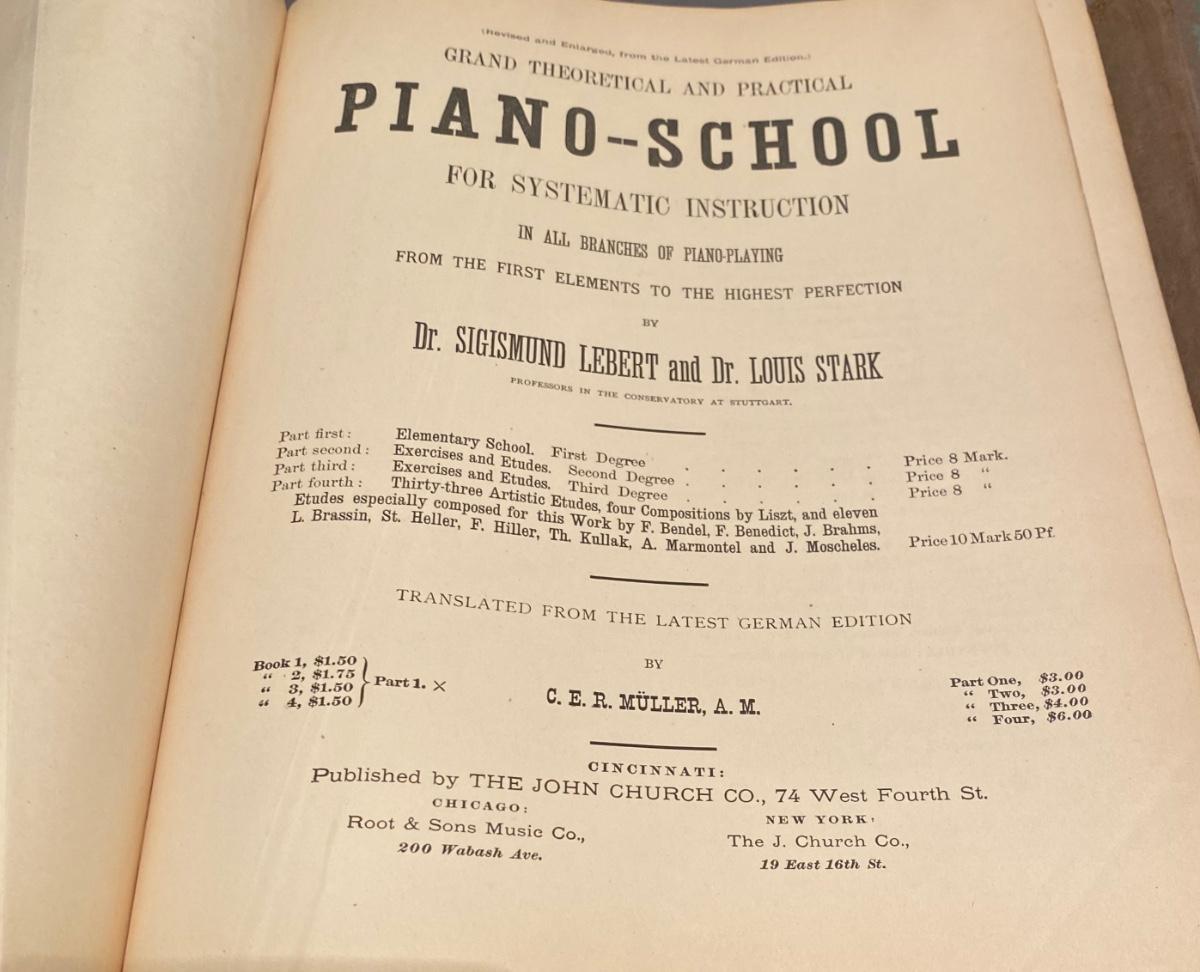 (Revised and Enlarged, from the Latest German Edition.)
GRAND THEORETICAL AND PRACTICAL
PIANO--SCHOOL
FOR SYSTEMATIC INSTRUCTION
IN ALL BRANCHES OF PIANO-PLAYING
FROM THE FIRST ELEMENTS TO THE HIGHEST PERFECTION
BY
Dr. SIGISMUND LEBERT and Dr. LOUIS STARK
PROFESSORS IN THE CONSERVATORY AT STUTTGART.
Part first: Elementary School. First Degree . . . . . Price 8 Mark.
Part second: Exercises and Etudes. Second Degree . . . . . Price 8 "
Part third: Exercises and Etudes. Third Degree . . . . . Price 8 "
Part fourth: Thirty-three Artistic Etudes, four Compositions by Liszt, and eleven
Etudes especially composed for this Work by F. Bendel, F. Benedict, J. Brahms,
L. Brassin, St. Heller, F. Hiller, Th. Kullak, A. Marmontel and J. Moscheles. Price 10 Mark 50 Pf.
TRANSLATED FROM THE LATEST GERMAN EDITION
BY
C. E. R. MÜLLER, A. M.
Book 1, $1.50
" 2, $1.75
" 3, $1.50
" 4, $1.50
Part 1. ×
Part One, $3.00
" Two, $3.00
" Three, $4.00
" Four, $6.00
CINCINNATI:
Published by THE JOHN CHURCH CO., 74 West Fourth St.
CHICAGO:
Root & Sons Music Co.,
200 Wabash Ave.
NEW YORK:
The J. Church Co.,
19 East 16th St.